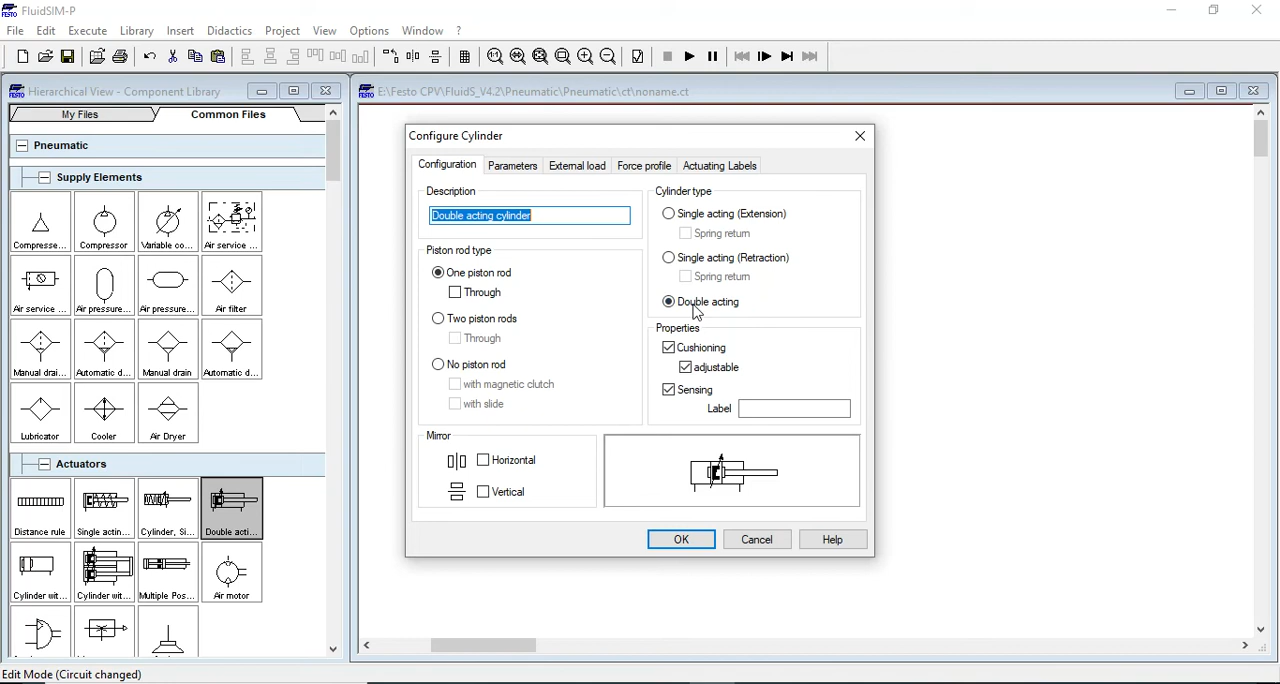 FluidSIM-P
File Edit Execute Library Insert Didactics Project View Options Window ?
Hierarchical View - Component Library
My Files Common Files
Pneumatic
Supply Elements
Compresse... Compressor Variable co... Air service ...
Air service ... Air pressure... Air pressure... Air filter
Manual drai... Automatic d... Manual drain Automatic d...
Lubricator Cooler Air Dryer
Actuators
Distance rule Single actin... Cylinder, Si... Double acti...
Cylinder wit... Cylinder wit... Multiple Pos... Air motor
E:\Festo CPV\FluidS_V4.2\Pneumatic\Pneumatic\ct\noname.ct
Configure Cylinder
Configuration Parameters External load Force profile Actuating Labels
Description
Double acting cylinder
Piston rod type
One piston rod
Through
Two piston rods
Through
No piston rod
with magnetic clutch
with slide
Cylinder type
Single acting (Extension)
Spring return
Single acting (Retraction)
Spring return
Double acting
Properties
Cushioning
adjustable
Sensing
Label
Mirror
Horizontal
Vertical
OK Cancel Help
Edit Mode (Circuit changed)